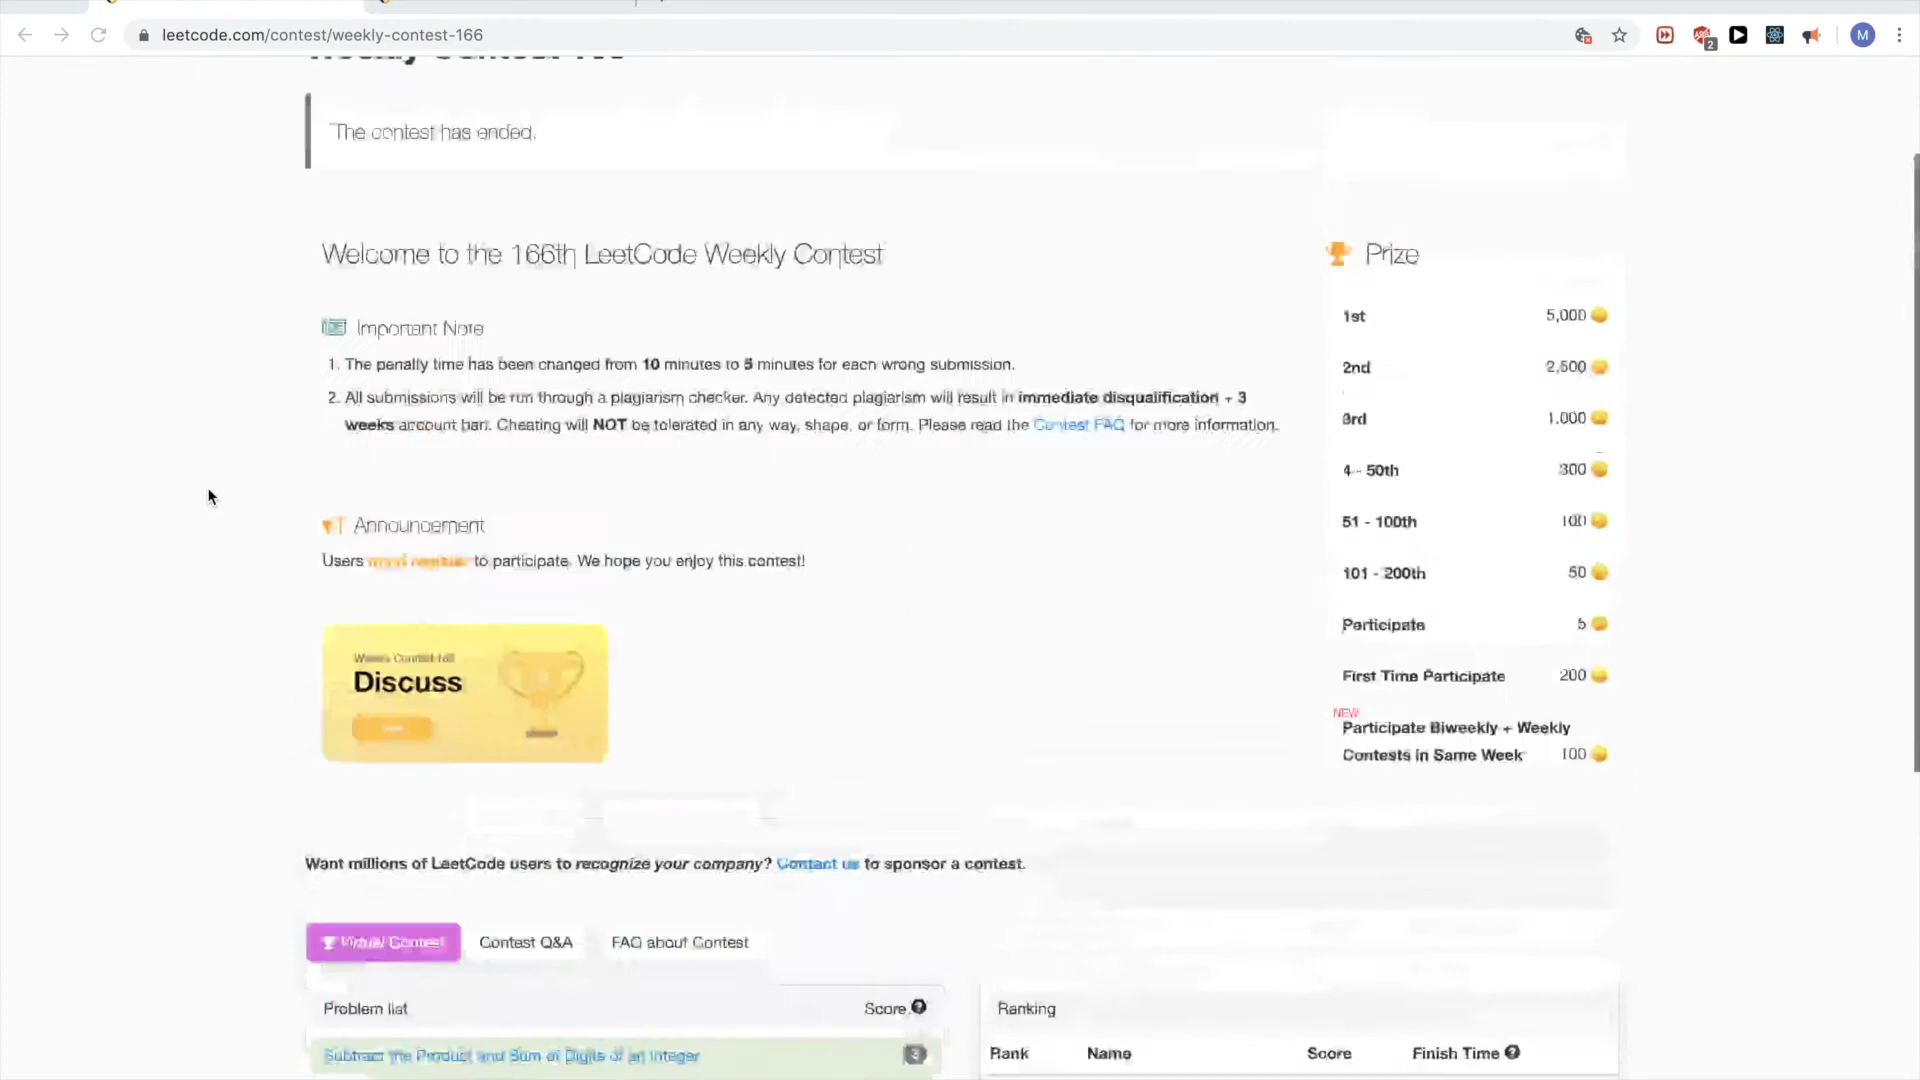 leetcode.com/contest/weekly-contest-166
2
M
The contest has ended.
Welcome to the 166th LeetCode Weekly Contest
Important Note
1. The penalty time has been changed from 10 minutes to 5 minutes for each wrong submission.
2. All submissions will be run through a plagiarism checker. Any detected plagiarism will result in immediate disqualification + 3
weeks account ban. Cheating will NOT be tolerated in any way, shape, or form. Please read the Contest FAQ for more information.
Announcement
Users must register to participate. We hope you enjoy this contest!
Weekly Contest 166
Discuss
Prize
1st 5,000
2nd 2,500
3rd 1,000
4 - 50th 300
51 - 100th 100
101 - 200th 50
Participate 5
First Time Participate 200
NEW
Participate Biweekly + Weekly
Contests in Same Week 100
Want millions of LeetCode users to recognize your company? Contact us to sponsor a contest.
Virtual Contest Contest Q&A FAQ about Contest
Problem list Score
Subtract the Product and Sum of Digits of an Integer 3
Ranking
Rank Name Score Finish Time